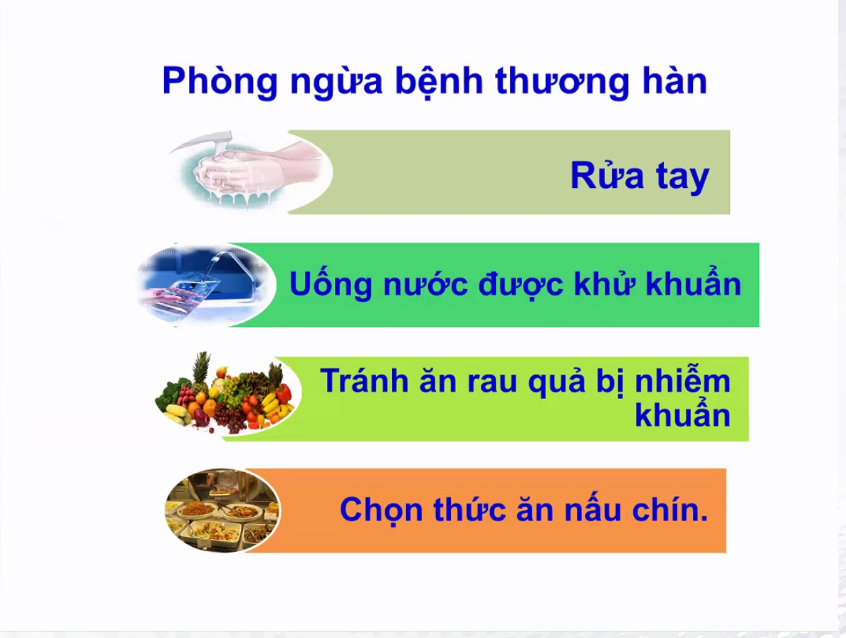 Phòng ngừa bệnh thương hàn
Rửa tay
Uống nước được khử khuẩn
Tránh ăn rau quả bị nhiễm
khuẩn
Chọn thức ăn nấu chín.